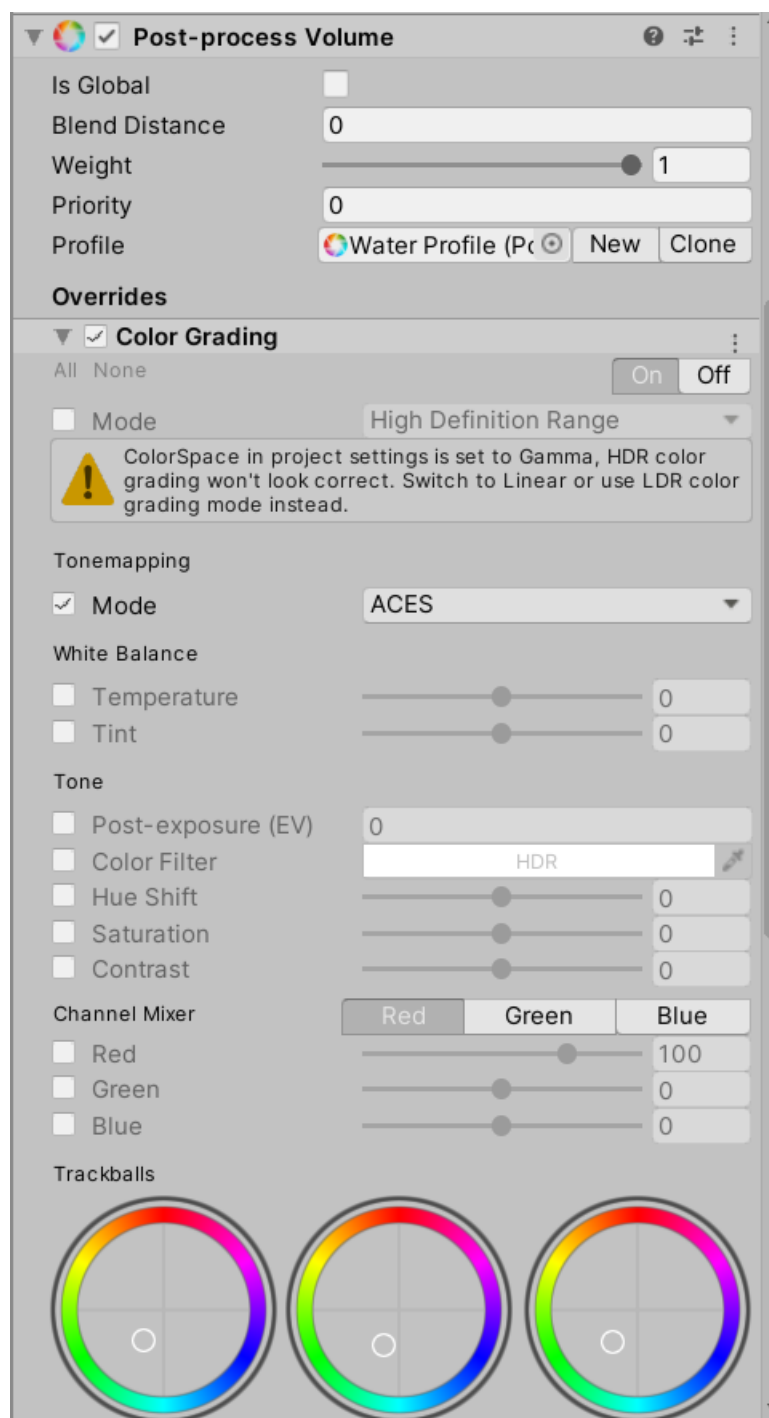 Post-process Volume
Is Global
Blend Distance 0
Weight 1
Priority 0
Profile Water Profile (Po New Clone
Overrides
Color Grading
All None On Off
Mode High Definition Range
ColorSpace in project settings is set to Gamma, HDR color
grading won't look correct. Switch to Linear or use LDR color
grading mode instead.
Tonemapping
Mode ACES
White Balance
Temperature 0
Tint 0
Tone
Post-exposure (EV) 0
Color Filter HDR
Hue Shift 0
Saturation 0
Contrast 0
Channel Mixer Red Green Blue
Red 100
Green 0
Blue 0
Trackballs